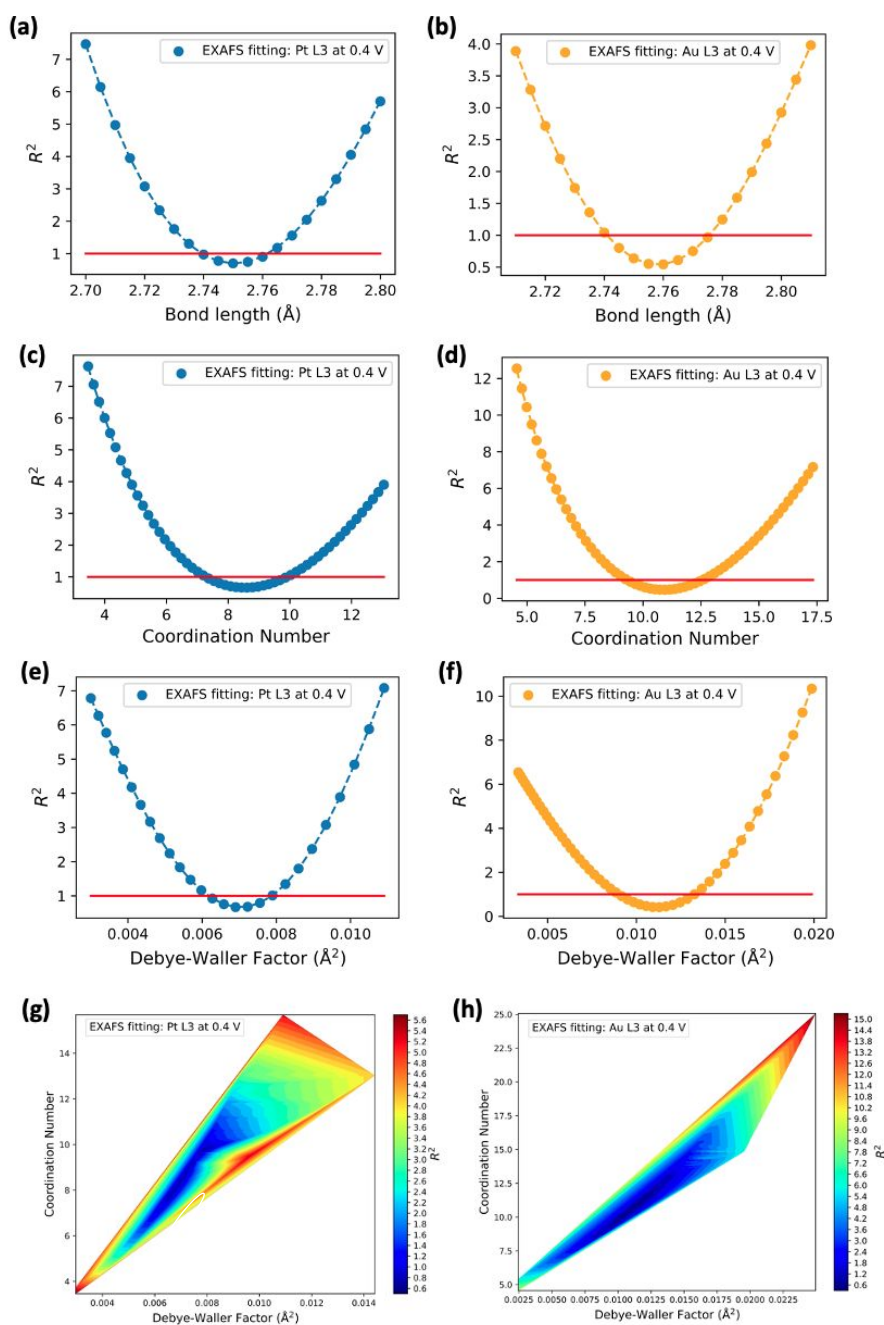 (a)
EXAFS fitting: Pt L3 at 0.4 V
7
6
5
4
3
2
1
R²
2.70 2.72 2.74 2.76 2.78 2.80
Bond length (Å)
(b)
EXAFS fitting: Au L3 at 0.4 V
4.0
3.5
3.0
2.5
2.0
1.5
1.0
0.5
R²
2.72 2.74 2.76 2.78 2.80
Bond length (Å)
(c)
EXAFS fitting: Pt L3 at 0.4 V
7
6
5
4
3
2
1
R²
4 6 8 10 12
Coordination Number
(d)
EXAFS fitting: Au L3 at 0.4 V
12
10
8
6
4
2
0
R²
5.0 7.5 10.0 12.5 15.0 17.5
Coordination Number
(e)
EXAFS fitting: Pt L3 at 0.4 V
7
6
5
4
3
2
1
R²
0.004 0.006 0.008 0.010
Debye-Waller Factor (Å²)
(f)
EXAFS fitting: Au L3 at 0.4 V
10
8
6
4
2
0
R²
0.005 0.010 0.015 0.020
Debye-Waller Factor (Å²)
(g)
EXAFS fitting: Pt L3 at 0.4 V
14
12
10
8
6
4
Coordination Number
0.004 0.006 0.008 0.010 0.012 0.014
Debye-Waller Factor (Å²)
5.6
5.4
5.2
5.0
4.8
4.6
4.4
4.2
4.0
3.8
3.6
3.4
3.2
3.0
2.8
2.6
2.4
2.2
2.0
1.8
1.6
1.4
1.2
1.0
0.8
0.6
R²
(h)
EXAFS fitting: Au L3 at 0.4 V
25.0
22.5
20.0
17.5
15.0
12.5
10.0
7.5
5.0
Coordination Number
0.0025 0.0050 0.0075 0.0100 0.0125 0.0150 0.0175 0.0200 0.0225
Debye-Waller Factor (Å²)
15.0
14.4
13.8
13.2
12.6
12.0
11.4
10.8
10.2
9.6
9.0
8.4
7.8
7.2
6.6
6.0
5.4
4.8
4.2
3.6
3.0
2.4
1.8
1.2
0.6
R²